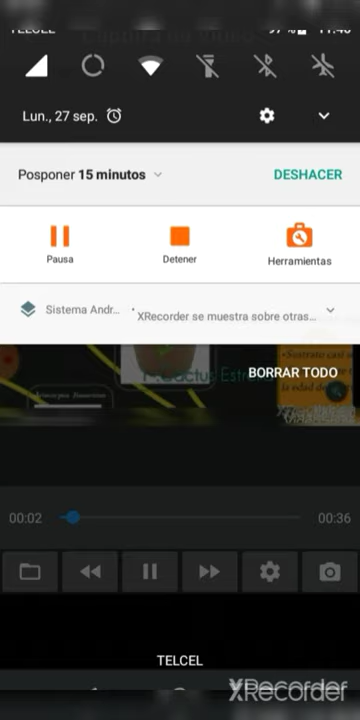 TELCEL
Lun., 27 sep.
Posponer 15 minutos
DESHACER
Pausa
Detener
Herramientas
Sistema Andr... • XRecorder se muestra sobre otras...
BORRAR TODO
00:02
00:36
TELCEL
XRecorder